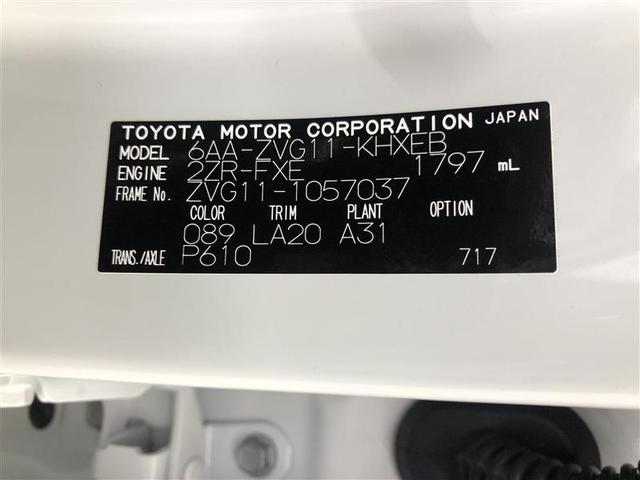 TOYOTA MOTOR CORPORATION JAPAN
MODEL 6AA-ZVG11-KHXEB
ENGINE 2ZR-FXE 1797 mL
FRAME No. ZVG11-1057037
COLOR TRIM PLANT OPTION
089 LA20 A31
TRANS./AXLE P610 717